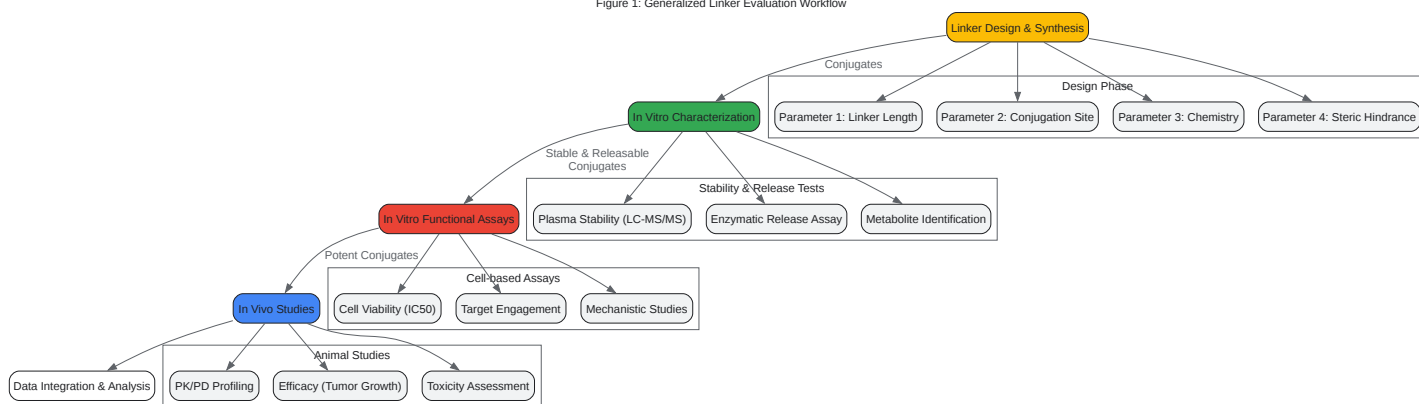 Figure 1: Generalized Linker Evaluation Workflow
Linker Design & Synthesis
Conjugates
Design Phase
In Vitro Characterization
Parameter 1: Linker Length
Parameter 2: Conjugation Site
Parameter 3: Chemistry
Parameter 4: Steric Hindrance
Stable & Releasable
Conjugates
Stability & Release Tests
In Vitro Functional Assays
Plasma Stability (LC-MS/MS)
Enzymatic Release Assay
Metabolite Identification
Potent Conjugates
Cell-based Assays
In Vivo Studies
Cell Viability (IC50)
Target Engagement
Mechanistic Studies
Animal Studies
Data Integration & Analysis
PK/PD Profiling
Efficacy (Tumor Growth)
Toxicity Assessment